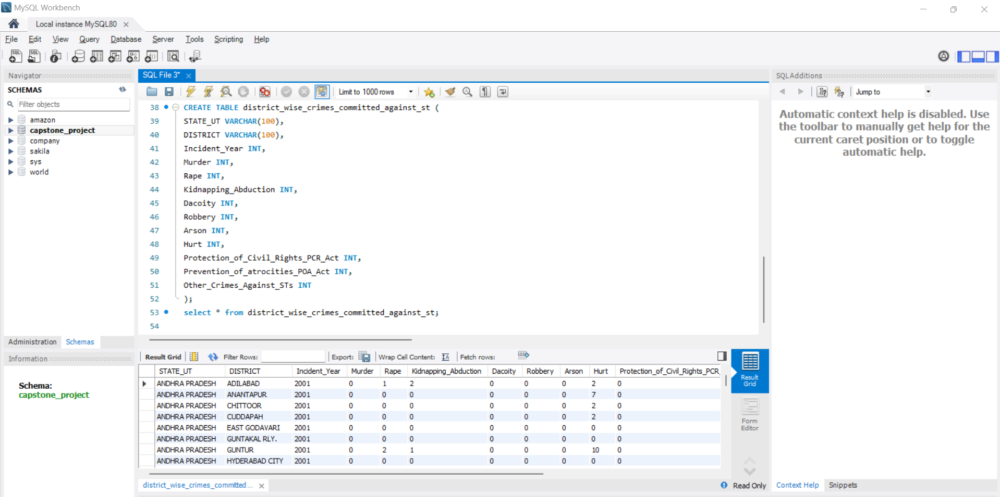 MySQL Workbench
Local instance MySQL80
File Edit View Query Database Server Tools Scripting Help
Navigator
SCHEMAS
Filter objects
amazon
capstone_project
company
sakila
sys
world
Administration Schemas
Information
Schema:
capstone_project
SQL File 3*
Limit to 1000 rows
38 CREATE TABLE district_wise_crimes_committed_against_st (
39 STATE_UT VARCHAR(100),
40 DISTRICT VARCHAR(100),
41 Incident_Year INT,
42 Murder INT,
43 Rape INT,
44 Kidnapping_Abduction INT,
45 Dacoity INT,
46 Robbery INT,
47 Arson INT,
48 Hurt INT,
49 Protection_of_Civil_Rights_PCR_Act INT,
50 Prevention_of_atrocities_POA_Act INT,
51 Other_Crimes_Against_STs INT
52 );
53 select * from district_wise_crimes_committed_against_st;
54
Result Grid Filter Rows: Export: Wrap Cell Content: Fetch rows:
STATE_UT DISTRICT Incident_Year Murder Rape Kidnapping_Abduction Dacoity Robbery Arson Hurt Protection_of_Civil_Rights_PCR_
ANDHRA PRADESH ADILABAD 2001 0 1 2 0 0 0 2 0
ANDHRA PRADESH ANANTAPUR 2001 0 0 0 0 0 0 7 0
ANDHRA PRADESH CHITTOOR 2001 0 0 0 0 0 0 2 0
ANDHRA PRADESH CUDDAPAH 2001 0 0 0 0 0 0 2 0
ANDHRA PRADESH EAST GODAVARI 2001 0 0 0 0 0 0 0 0
ANDHRA PRADESH GUNTAKAL RLY. 2001 0 0 0 0 0 0 0 0
ANDHRA PRADESH GUNTUR 2001 0 2 1 0 0 0 10 0
ANDHRA PRADESH HYDERABAD CITY 2001 0 0 0 0 0 0 0 0
Result
Grid
Form
Editor
district_wise_crimes_committed...
Read Only
SQLAdditions
Jump to
Automatic context help is disabled. Use
the toolbar to manually get help for the
current caret position or to toggle
automatic help.
Context Help Snippets